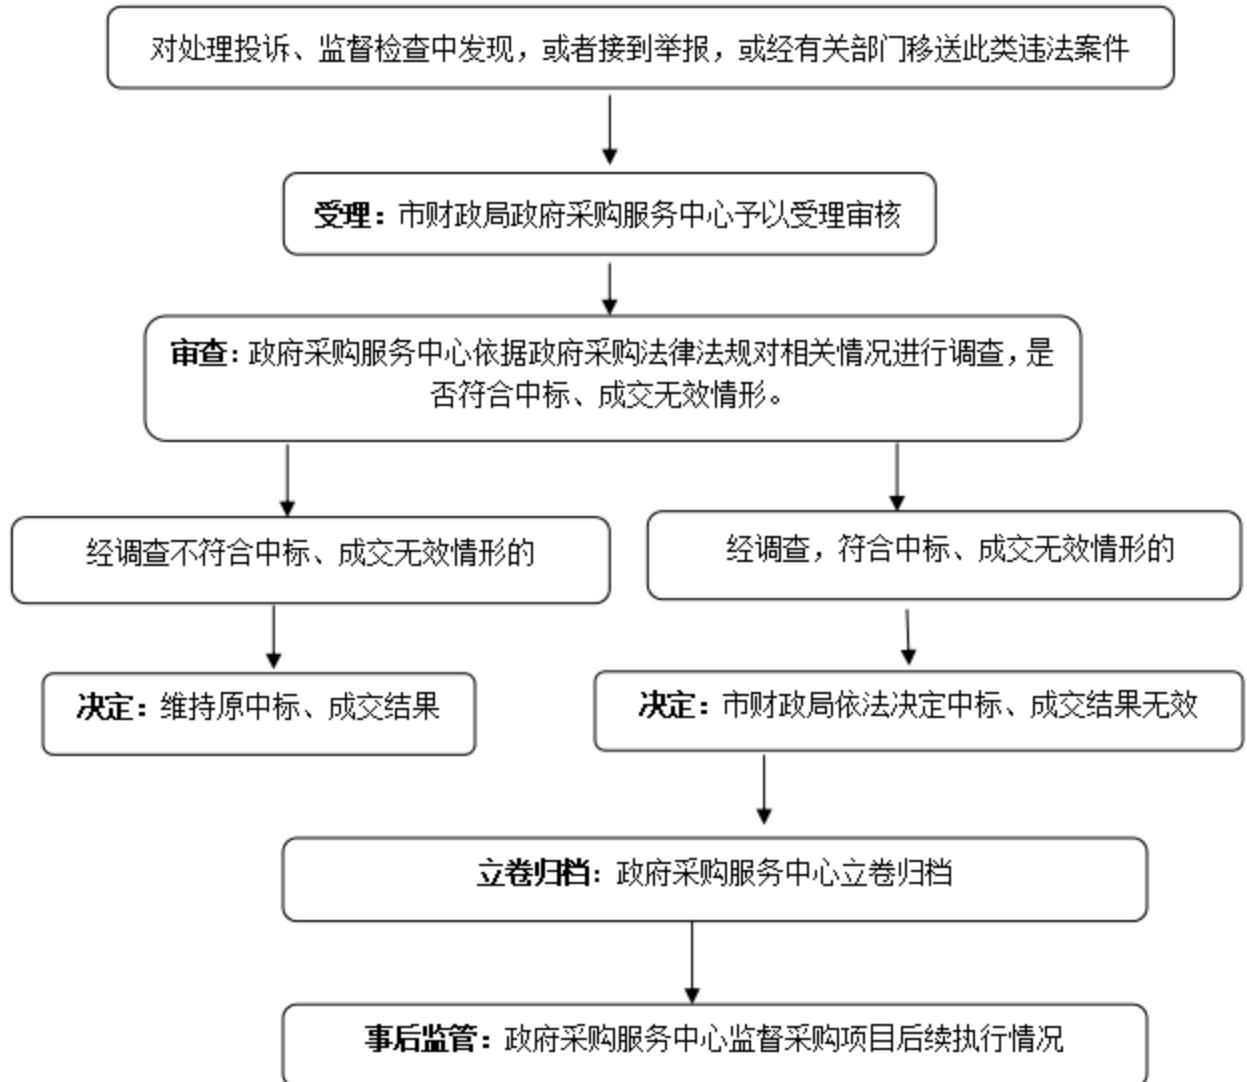 对处理投诉、监督检查中发现，或者接到举报，或经有关部门移送此类违法案件
受理：市财政局政府采购服务中心予以受理审核
审查：政府采购服务中心依据政府采购法律法规对相关情况进行调查，是
否符合中标、成交无效情形。
经调查不符合中标、成交无效情形的
经调查，符合中标、成交无效情形的
决定：维持原中标、成交结果
决定：市财政局依法决定中标、成交结果无效
立卷归档：政府采购服务中心立卷归档
事后监管：政府采购服务中心监督采购项目后续执行情况